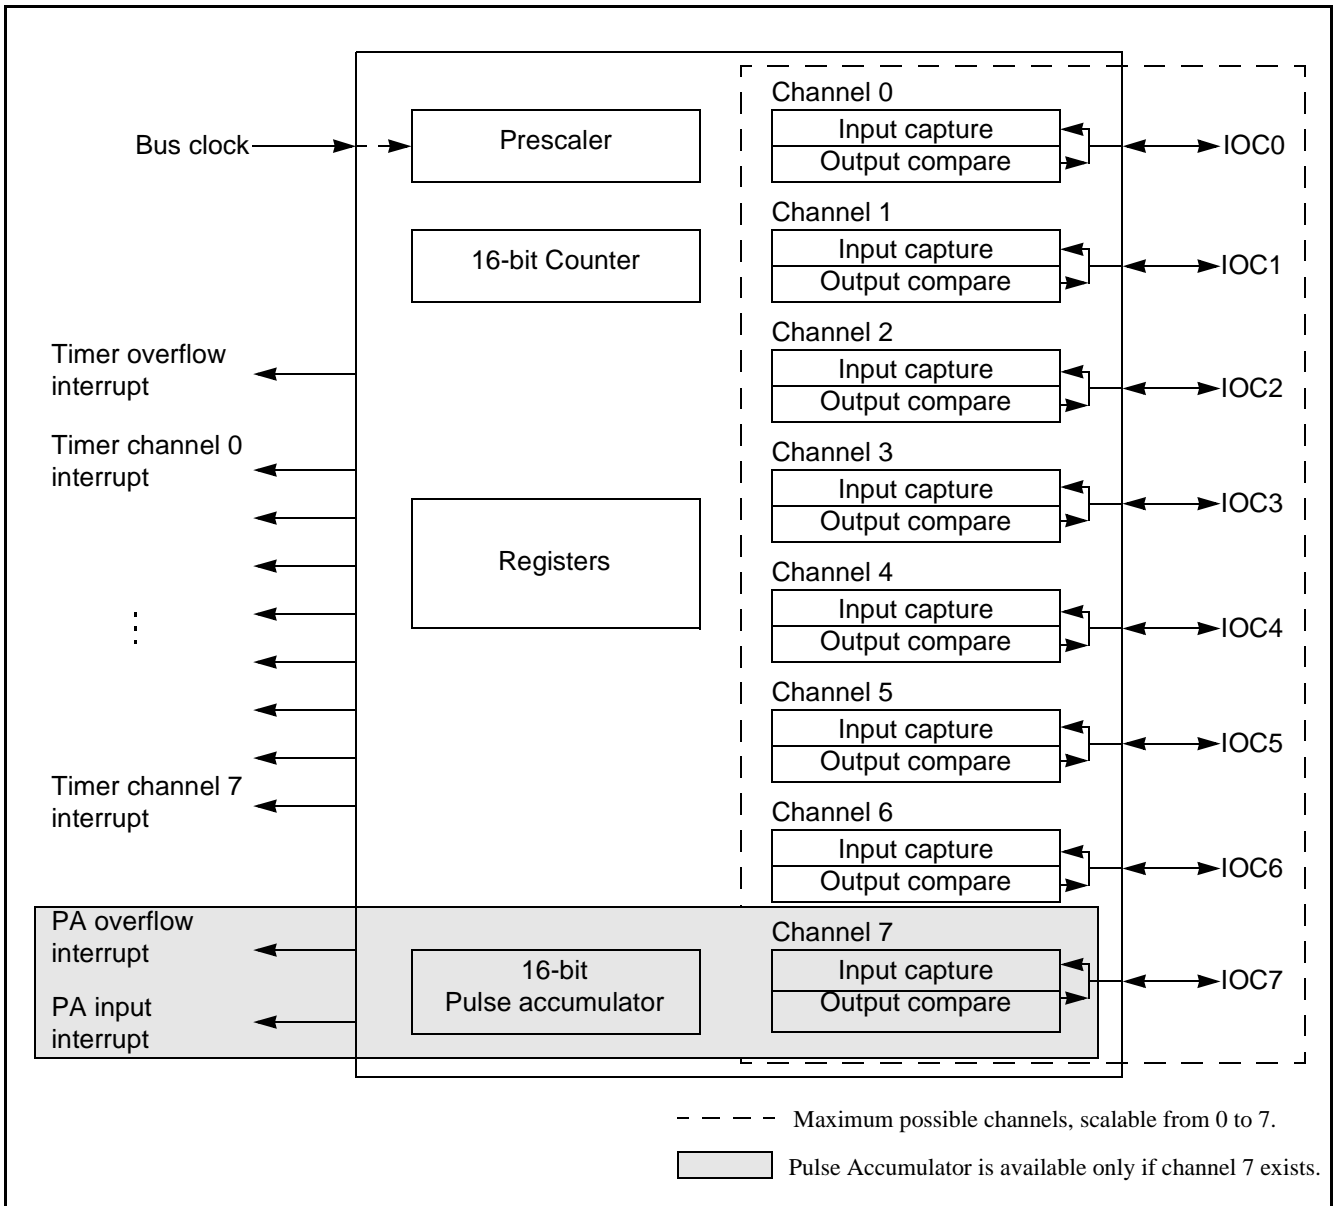 Bus clock
Prescaler
16-bit Counter
Timer overflow
interrupt
Timer channel 0
interrupt
Registers
Timer channel 7
interrupt
PA overflow
interrupt
PA input
interrupt
16-bit
Pulse accumulator
Channel 0
Input capture
Output compare
IOC0
Channel 1
Input capture
Output compare
IOC1
Channel 2
Input capture
Output compare
IOC2
Channel 3
Input capture
Output compare
IOC3
Channel 4
Input capture
Output compare
IOC4
Channel 5
Input capture
Output compare
IOC5
Channel 6
Input capture
Output compare
IOC6
Channel 7
Input capture
Output compare
IOC7
Maximum possible channels, scalable from 0 to 7.
Pulse Accumulator is available only if channel 7 exists.